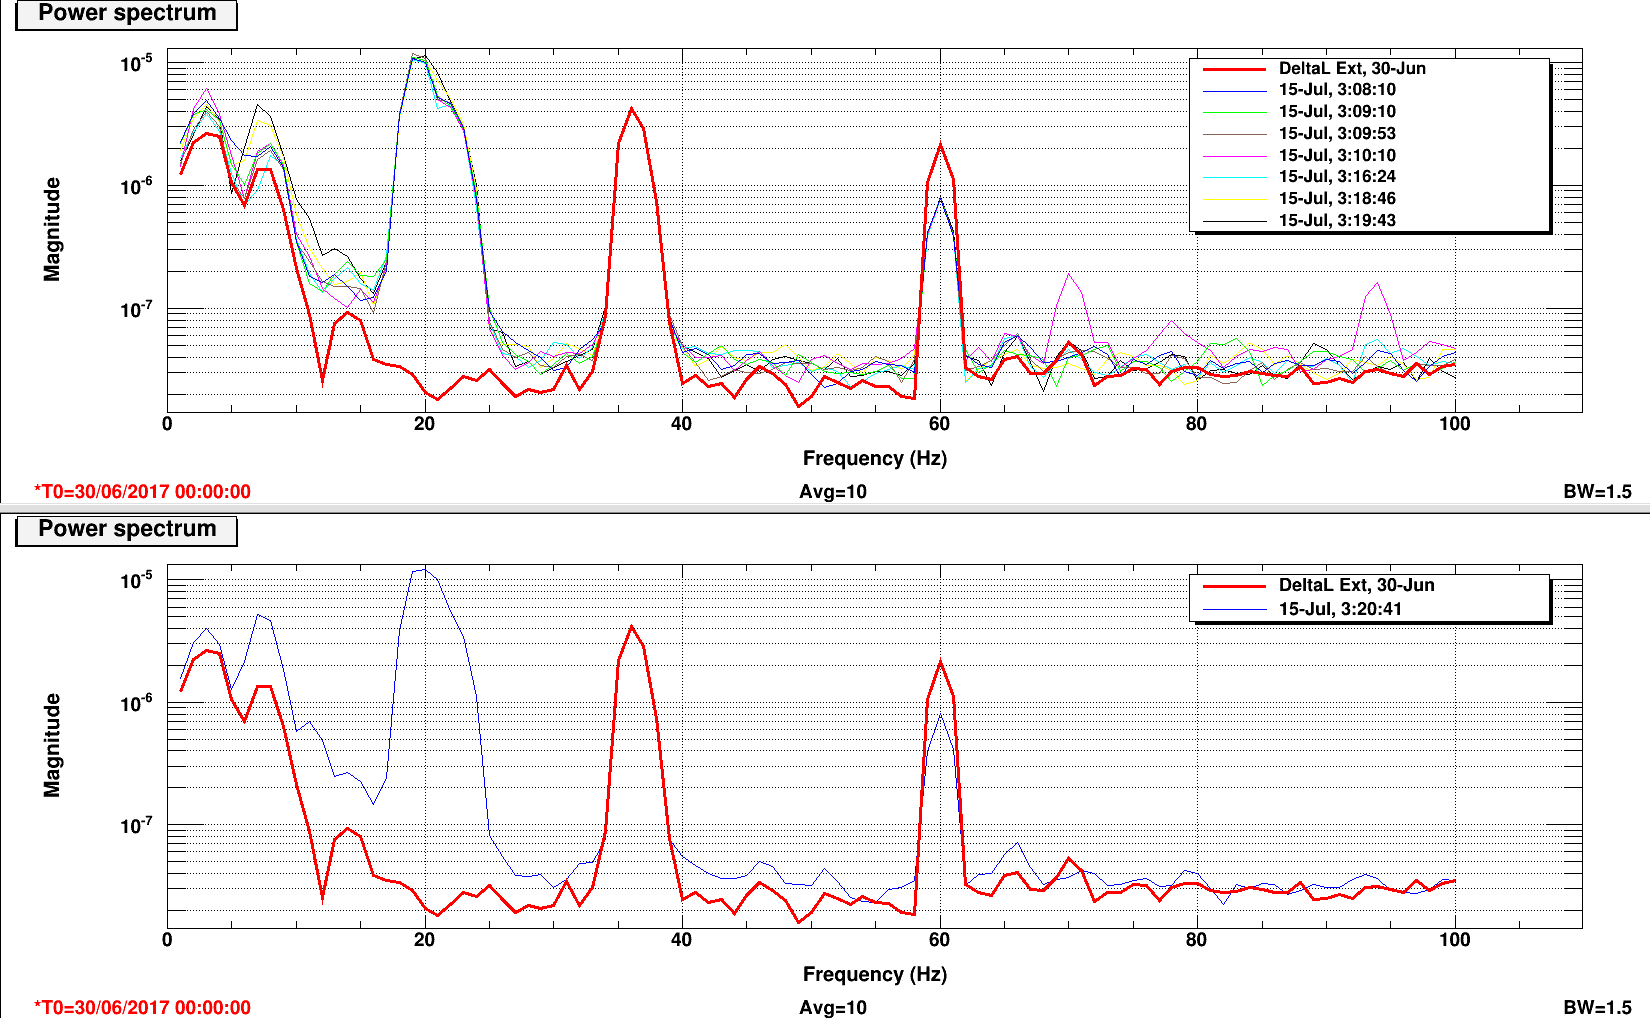 Power spectrum
10-5
10-6
10-7
Magnitude
DeltaL Ext, 30-Jun
15-Jul, 3:08:10
15-Jul, 3:09:10
15-Jul, 3:09:53
15-Jul, 3:10:10
15-Jul, 3:16:24
15-Jul, 3:18:46
15-Jul, 3:19:43
0 20 40 60 80 100
Frequency (Hz)
*T0=30/06/2017 00:00:00 Avg=10 BW=1.5
Power spectrum
10-5
10-6
10-7
Magnitude
DeltaL Ext, 30-Jun
15-Jul, 3:20:41
0 20 40 60 80 100
Frequency (Hz)
*T0=30/06/2017 00:00:00 Avg=10 BW=1.5